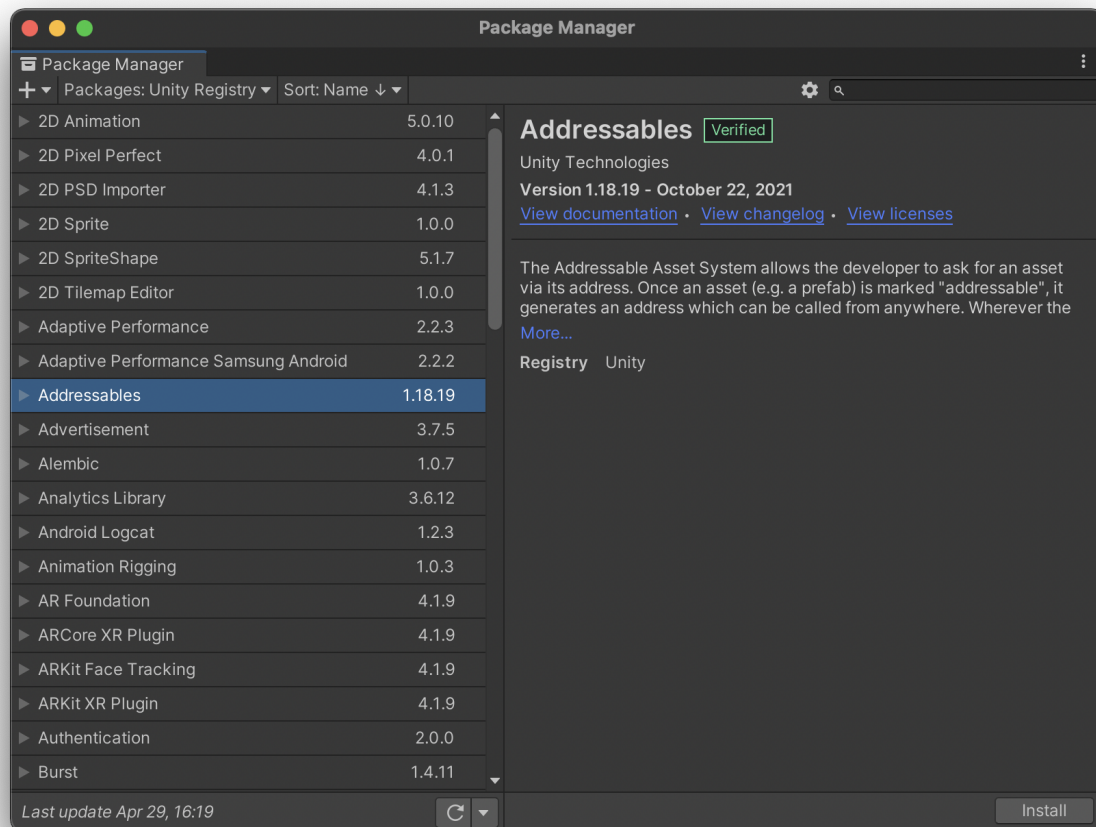 Package Manager
Package Manager
Packages: Unity Registry Sort: Name ↓
2D Animation 5.0.10
2D Pixel Perfect 4.0.1
2D PSD Importer 4.1.3
2D Sprite 1.0.0
2D SpriteShape 5.1.7
2D Tilemap Editor 1.0.0
Adaptive Performance 2.2.3
Adaptive Performance Samsung Android 2.2.2
Addressables 1.18.19
Advertisement 3.7.5
Alembic 1.0.7
Analytics Library 3.6.12
Android Logcat 1.2.3
Animation Rigging 1.0.3
AR Foundation 4.1.9
ARCore XR Plugin 4.1.9
ARKit Face Tracking 4.1.9
ARKit XR Plugin 4.1.9
Authentication 2.0.0
Burst 1.4.11
Last update Apr 29, 16:19
Addressables Verified
Unity Technologies
Version 1.18.19 - October 22, 2021
View documentation • View changelog • View licenses
The Addressable Asset System allows the developer to ask for an asset
via its address. Once an asset (e.g. a prefab) is marked "addressable", it
generates an address which can be called from anywhere. Wherever the
More...
Registry Unity
Install